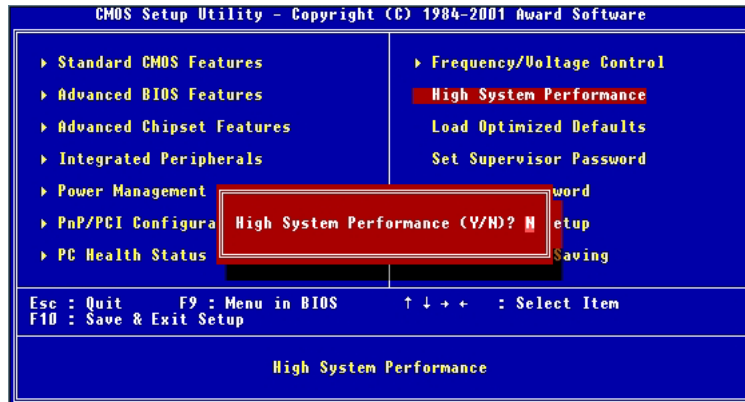 CMOS Setup Utility - Copyright (C) 1984-2001 Award Software
▸ Standard CMOS Features
▸ Advanced BIOS Features
▸ Advanced Chipset Features
▸ Integrated Peripherals
▸ Power Management
▸ PnP/PCI Configura
▸ PC Health Status
▸ Frequency/Voltage Control
High System Performance
Load Optimized Defaults
Set Supervisor Password
word
etup
Saving
High System Performance (Y/N)? N
Esc : Quit F9 : Menu in BIOS ↑ ↓ → ← : Select Item
F10 : Save & Exit Setup
High System Performance